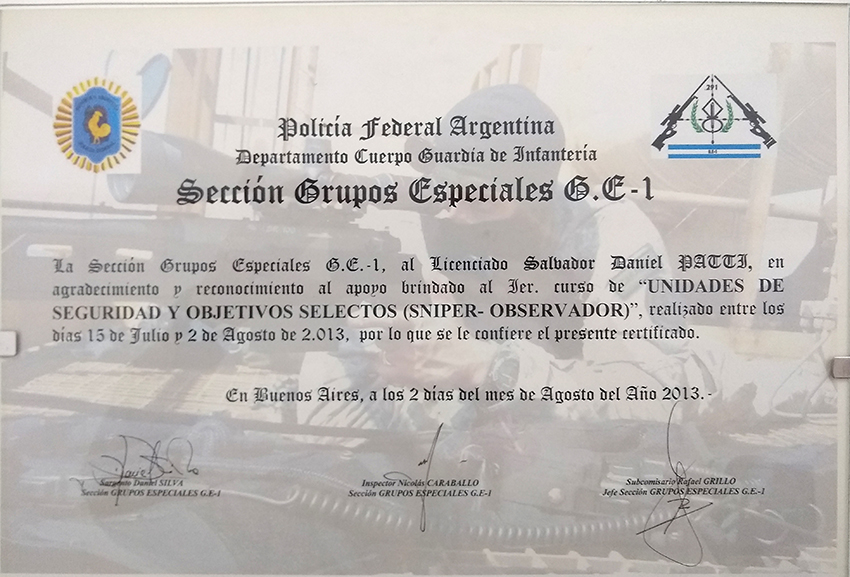 Policía Federal Argentina
Departamento Cuerpo Guardia de Infantería
Sección Grupos Especiales G.E-1
291
La Sección Grupos Especiales G.E.-1, al Licenciado Salvador Daniel PATTI, en
agradecimiento y reconocimiento al apoyo brindado al 1er. curso de “UNIDADES DE
SEGURIDAD Y OBJETIVOS SELECTOS (SNIPER- OBSERVADOR)”, realizado entre los
días 15 de Julio y 2 de Agosto de 2.013, por lo que se le confiere el presente certificado.
En Buenos Aires, a los 2 días del mes de Agosto del Año 2013.-
Sargento Daniel SILVA
Sección GRUPOS ESPECIALES G.E-1
Inspector Nicolás CARABALLO
Sección GRUPOS ESPECIALES G.E-1
Subcomisario Rafael GRILLO
Jefe Sección GRUPOS ESPECIALES G.E.-1